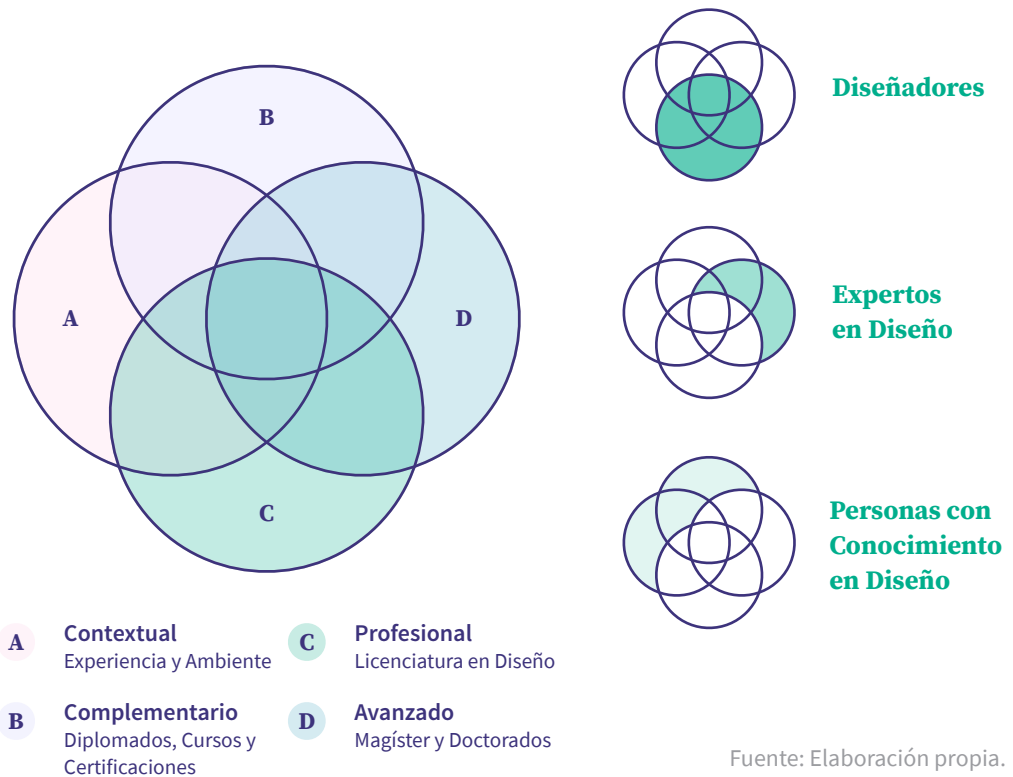 B
A
D
C
Diseñadores
Expertos
en Diseño
Personas con
Conocimiento
en Diseño
A
Contextual
Experiencia y Ambiente
C
Profesional
Licenciatura en Diseño
B
Complementario
Diplomados, Cursos y
Certificaciones
D
Avanzado
Magíster y Doctorados
Fuente: Elaboración propia.